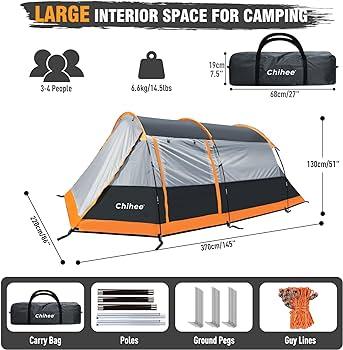 LARGE INTERIOR SPACE FOR CAMPING
3-4 People
6.6kg/14.5lbs
19cm
7.5"
Chihee
68cm/27"
Chihee
130cm/51"
220cm/86"
370cm/145"
Carry Bag
Poles
Ground Pegs
Guy Lines